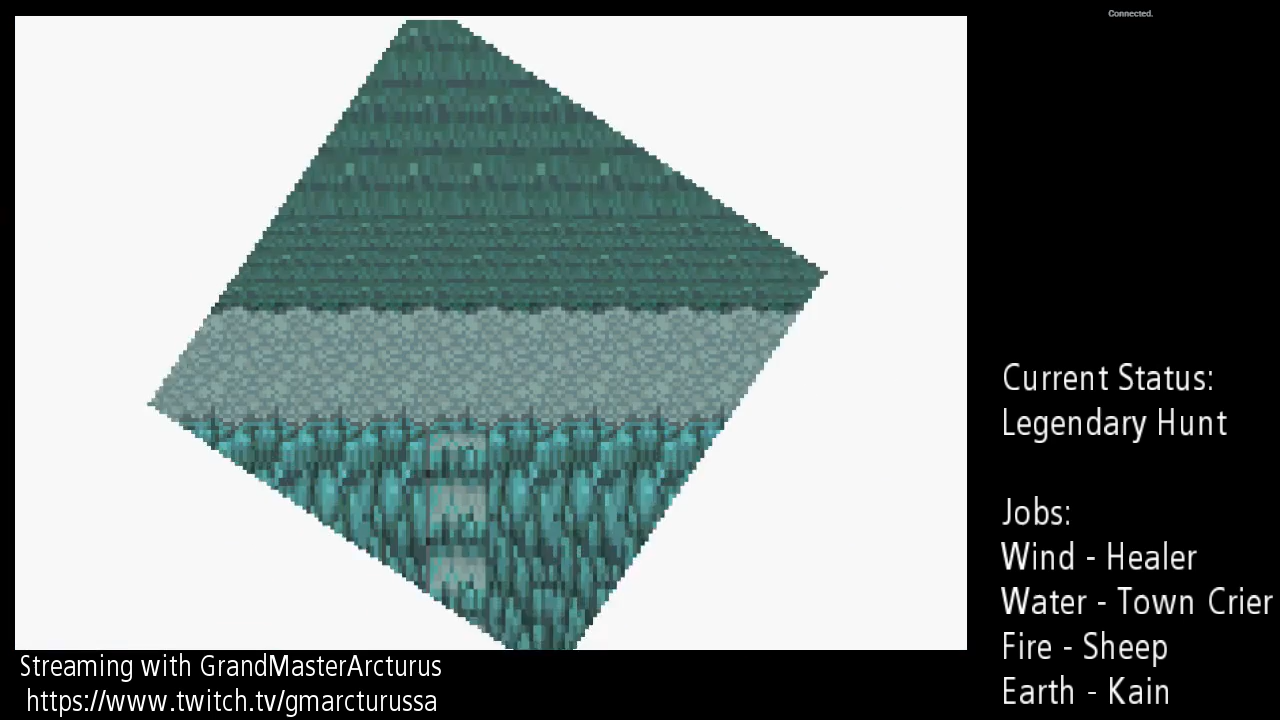 Connected.
Current Status:
Legendary Hunt
Jobs:
Wind - Healer
Water - Town Crier
Fire - Sheep
Earth - Kain
Streaming with GrandMasterArcturus
https://www.twitch.tv/gmarcturussa